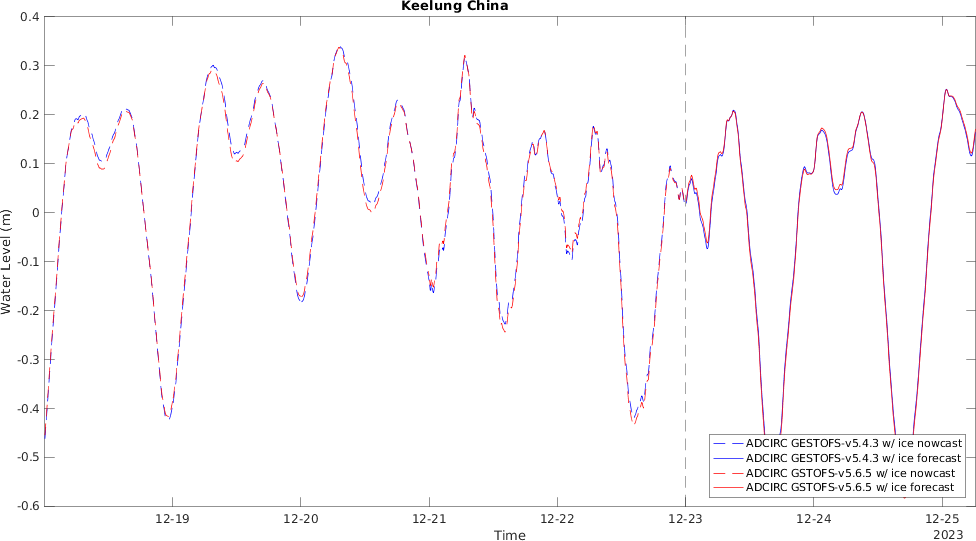 Keelung China
0.4
0.3
0.2
0.1
0
-0.1
-0.2
-0.3
-0.4
-0.5
-0.6
Water Level (m)
ADCIRC GESTOFS-v5.4.3 w/ ice nowcast
ADCIRC GESTOFS-v5.4.3 w/ ice forecast
ADCIRC GSTOFS-v5.6.5 w/ ice nowcast
ADCIRC GSTOFS-v5.6.5 w/ ice forecast
12-19 12-20 12-21 12-22 12-23 12-24 12-25
Time
2023